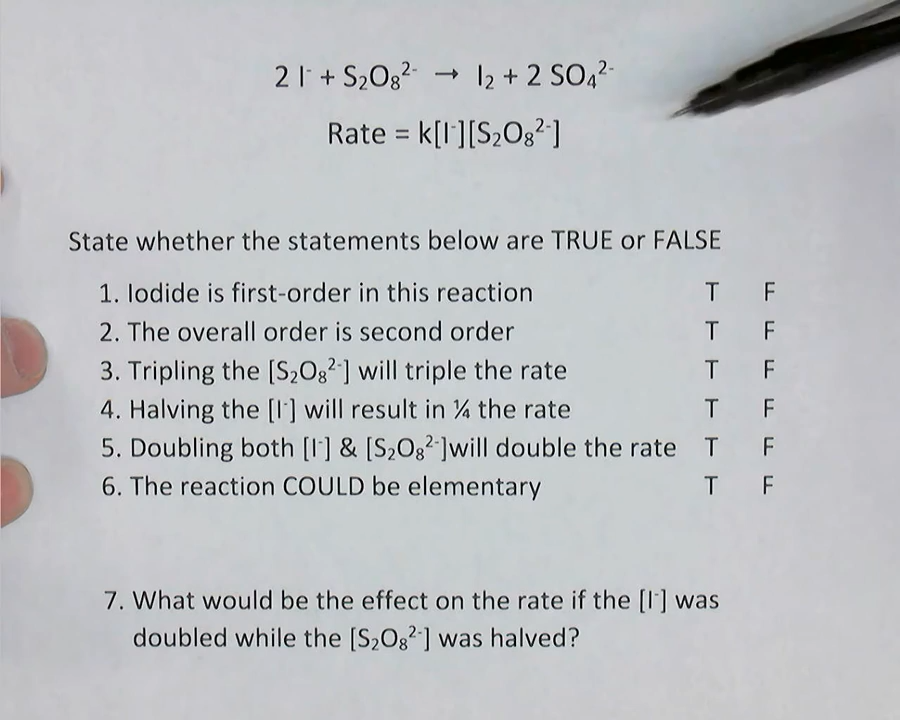 2 I⁻ + S₂O₈²⁻ → I₂ + 2 SO₄²⁻
Rate = k[I⁻][S₂O₈²⁻]
State whether the statements below are TRUE or FALSE
1. Iodide is first-order in this reaction T F
2. The overall order is second order T F
3. Tripling the [S₂O₈²⁻] will triple the rate T F
4. Halving the [I⁻] will result in ¼ the rate T F
5. Doubling both [I⁻] & [S₂O₈²⁻]will double the rate T F
6. The reaction COULD be elementary T F
7. What would be the effect on the rate if the [I⁻] was
doubled while the [S₂O₈²⁻] was halved?